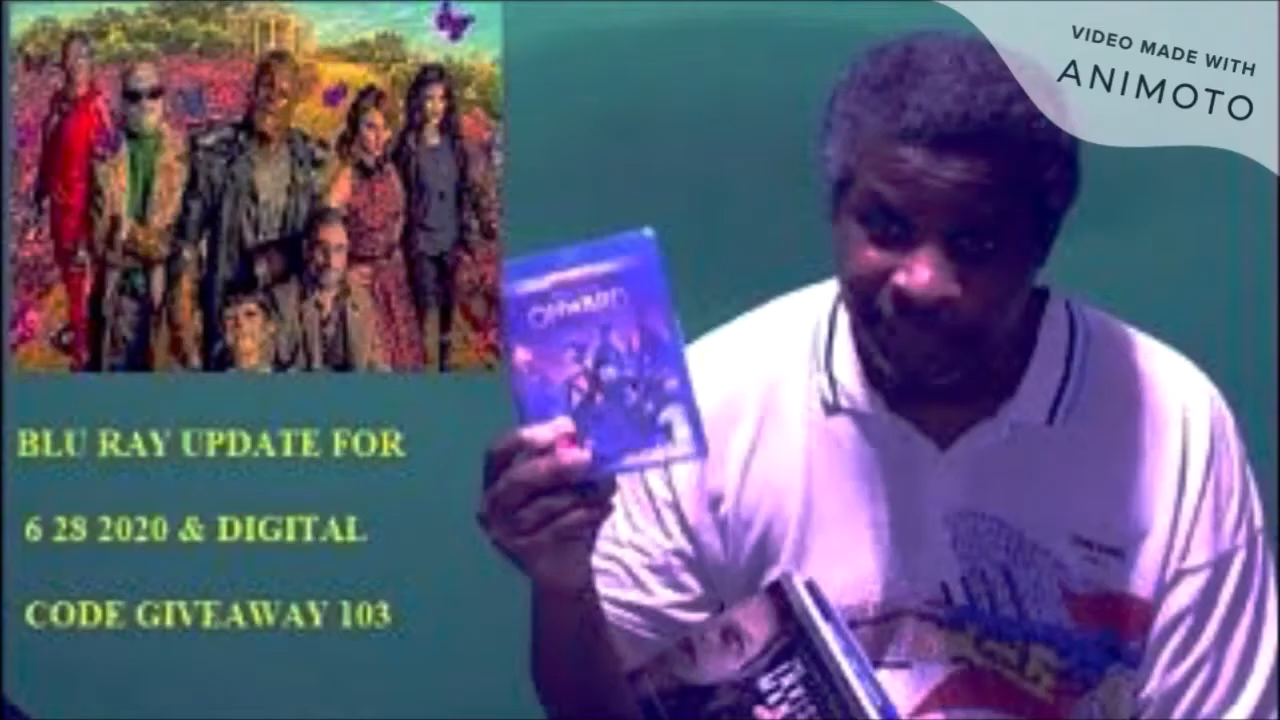 VIDEO MADE WITH
ANIMOTO
ONWARD
BLU RAY UPDATE FOR
6 28 2020 & DIGITAL
CODE GIVEAWAY 103